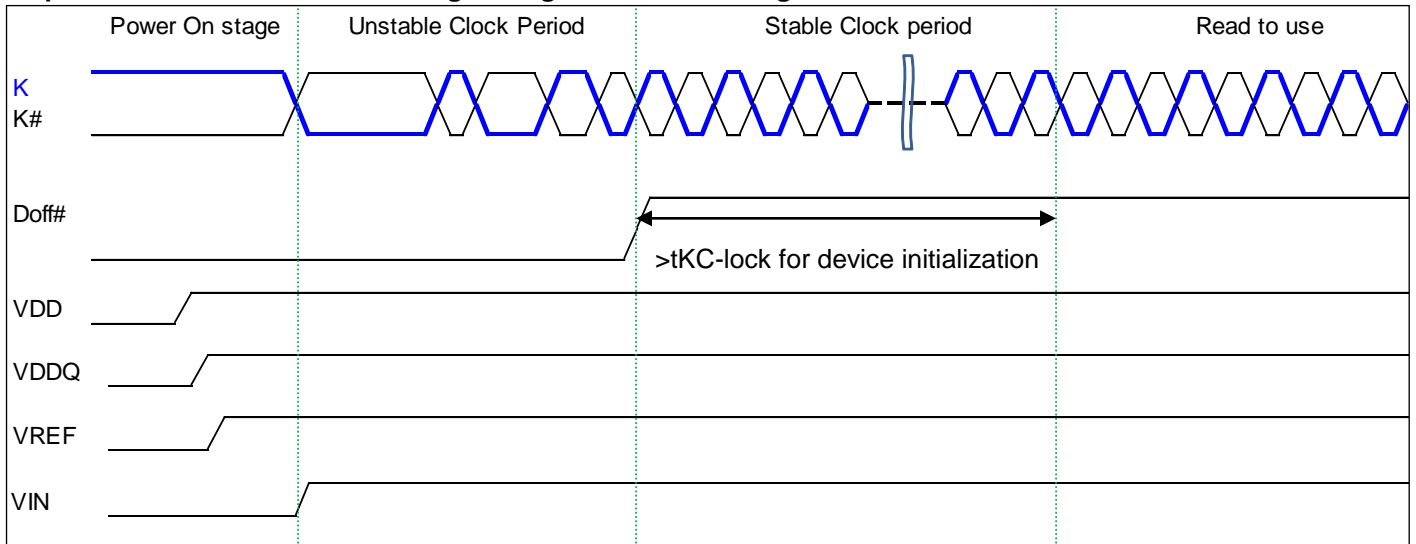 Power On stage
Unstable Clock Period
Stable Clock period
Read to use
K
K#
Doff#
>tKC-lock for device initialization
VDD
VDDQ
VREF
VIN